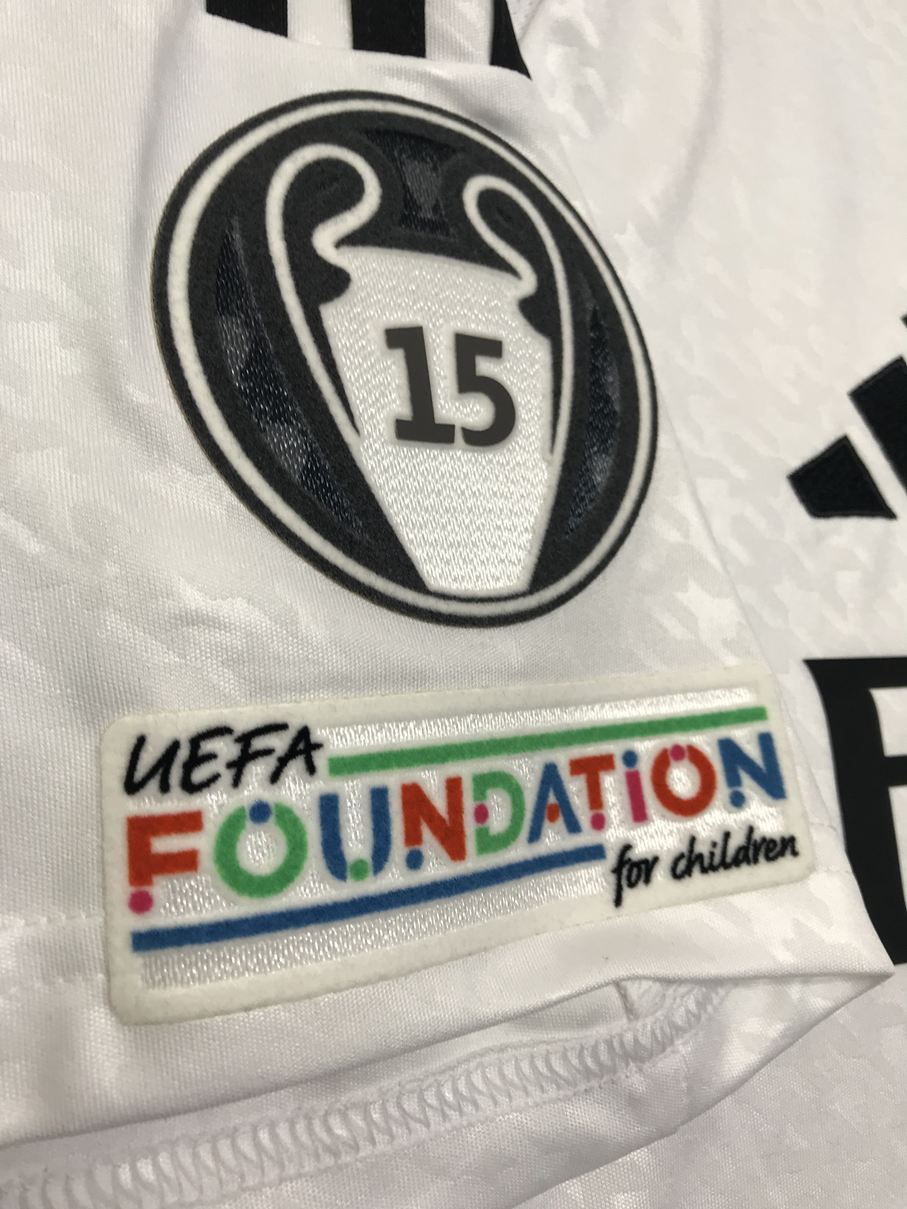 15
UEFA
FOUNDATION
for children